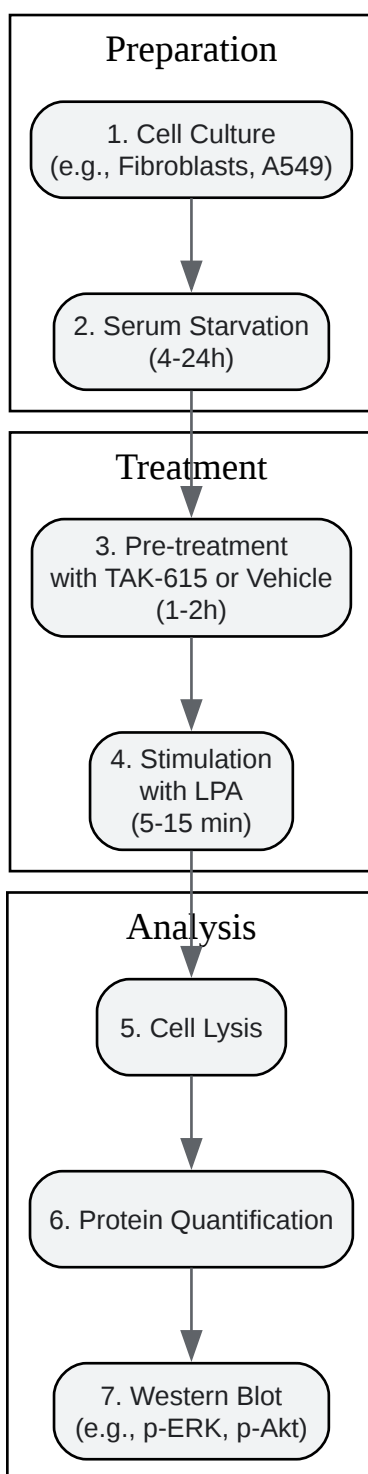 Preparation
1. Cell Culture
(e.g., Fibroblasts, A549)
2. Serum Starvation
(4-24h)
Treatment
3. Pre-treatment
with TAK-615 or Vehicle
(1-2h)
4. Stimulation
with LPA
(5-15 min)
Analysis
5. Cell Lysis
6. Protein Quantification
7. Western Blot
(e.g., p-ERK, p-Akt)